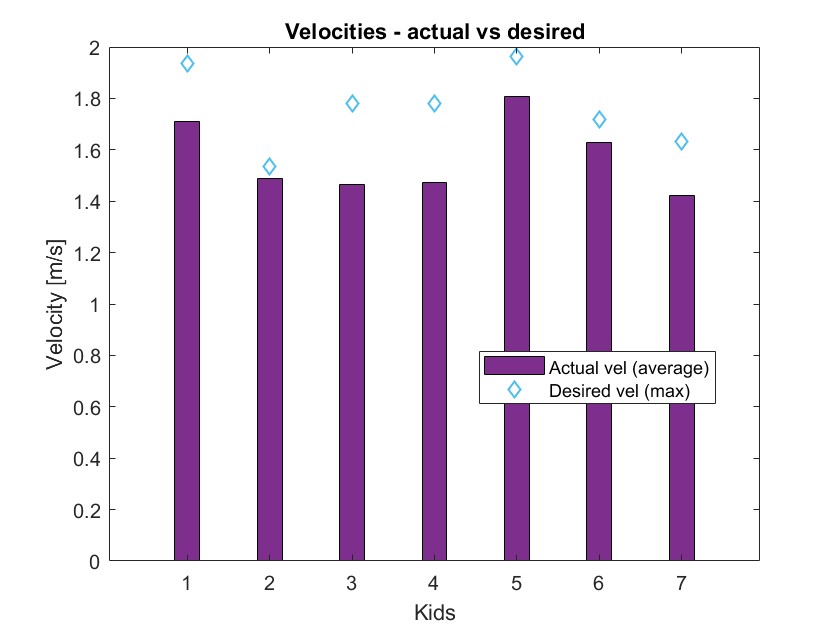 Velocities - actual vs desired
2
1.8
1.6
1.4
1.2
1
0.8
0.6
0.4
0.2
0
Velocity [m/s]
Actual vel (average)
Desired vel (max)
1 2 3 4 5 6 7
Kids